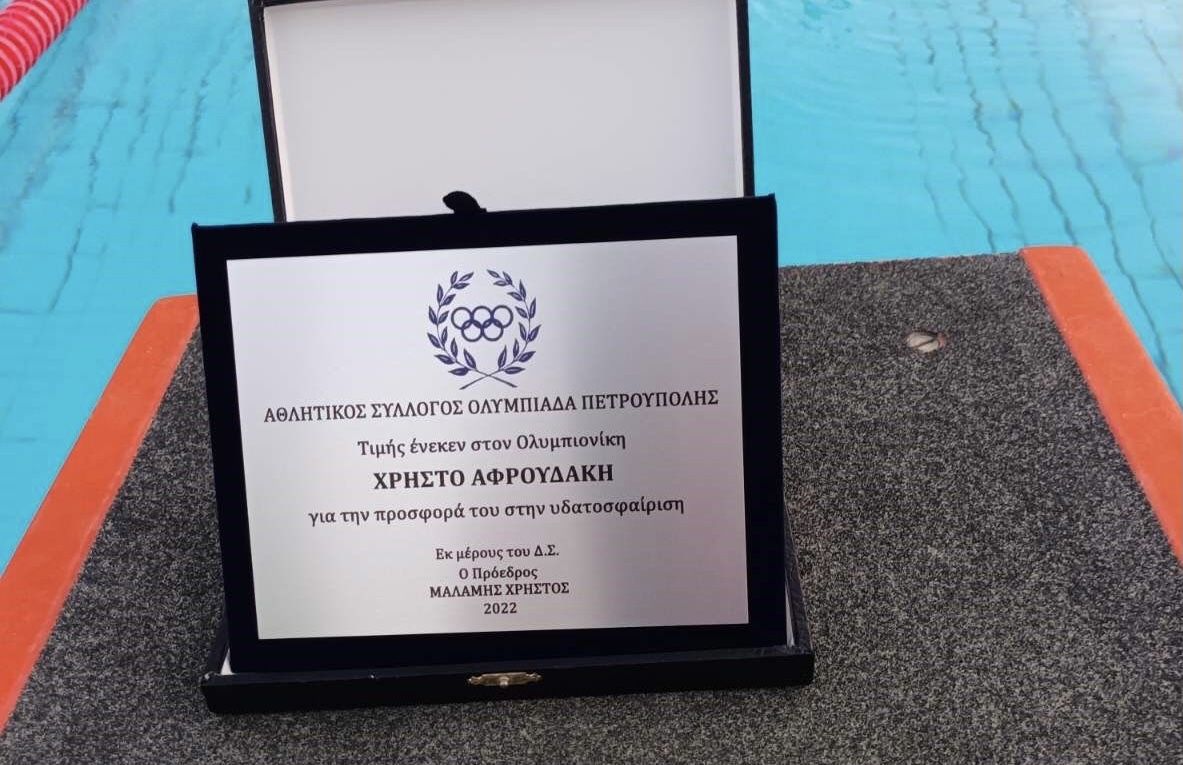 ΑΘΛΗΤΙΚΟΣ ΣΥΛΛΟΓΟΣ ΟΛΥΜΠΙΑΔΑ ΠΕΤΡΟΥΠΟΛΗΣ
Τιμής ένεκεν στον Ολυμπιονίκη
ΧΡΗΣΤΟ ΑΦΡΟΥΔΑΚΗ
για την προσφορά του στην υδατοσφαίριση
Εκ μέρους του Δ.Σ.
Ο Πρόεδρος
ΜΑΛΑΜΗΣ ΧΡΗΣΤΟΣ
2022